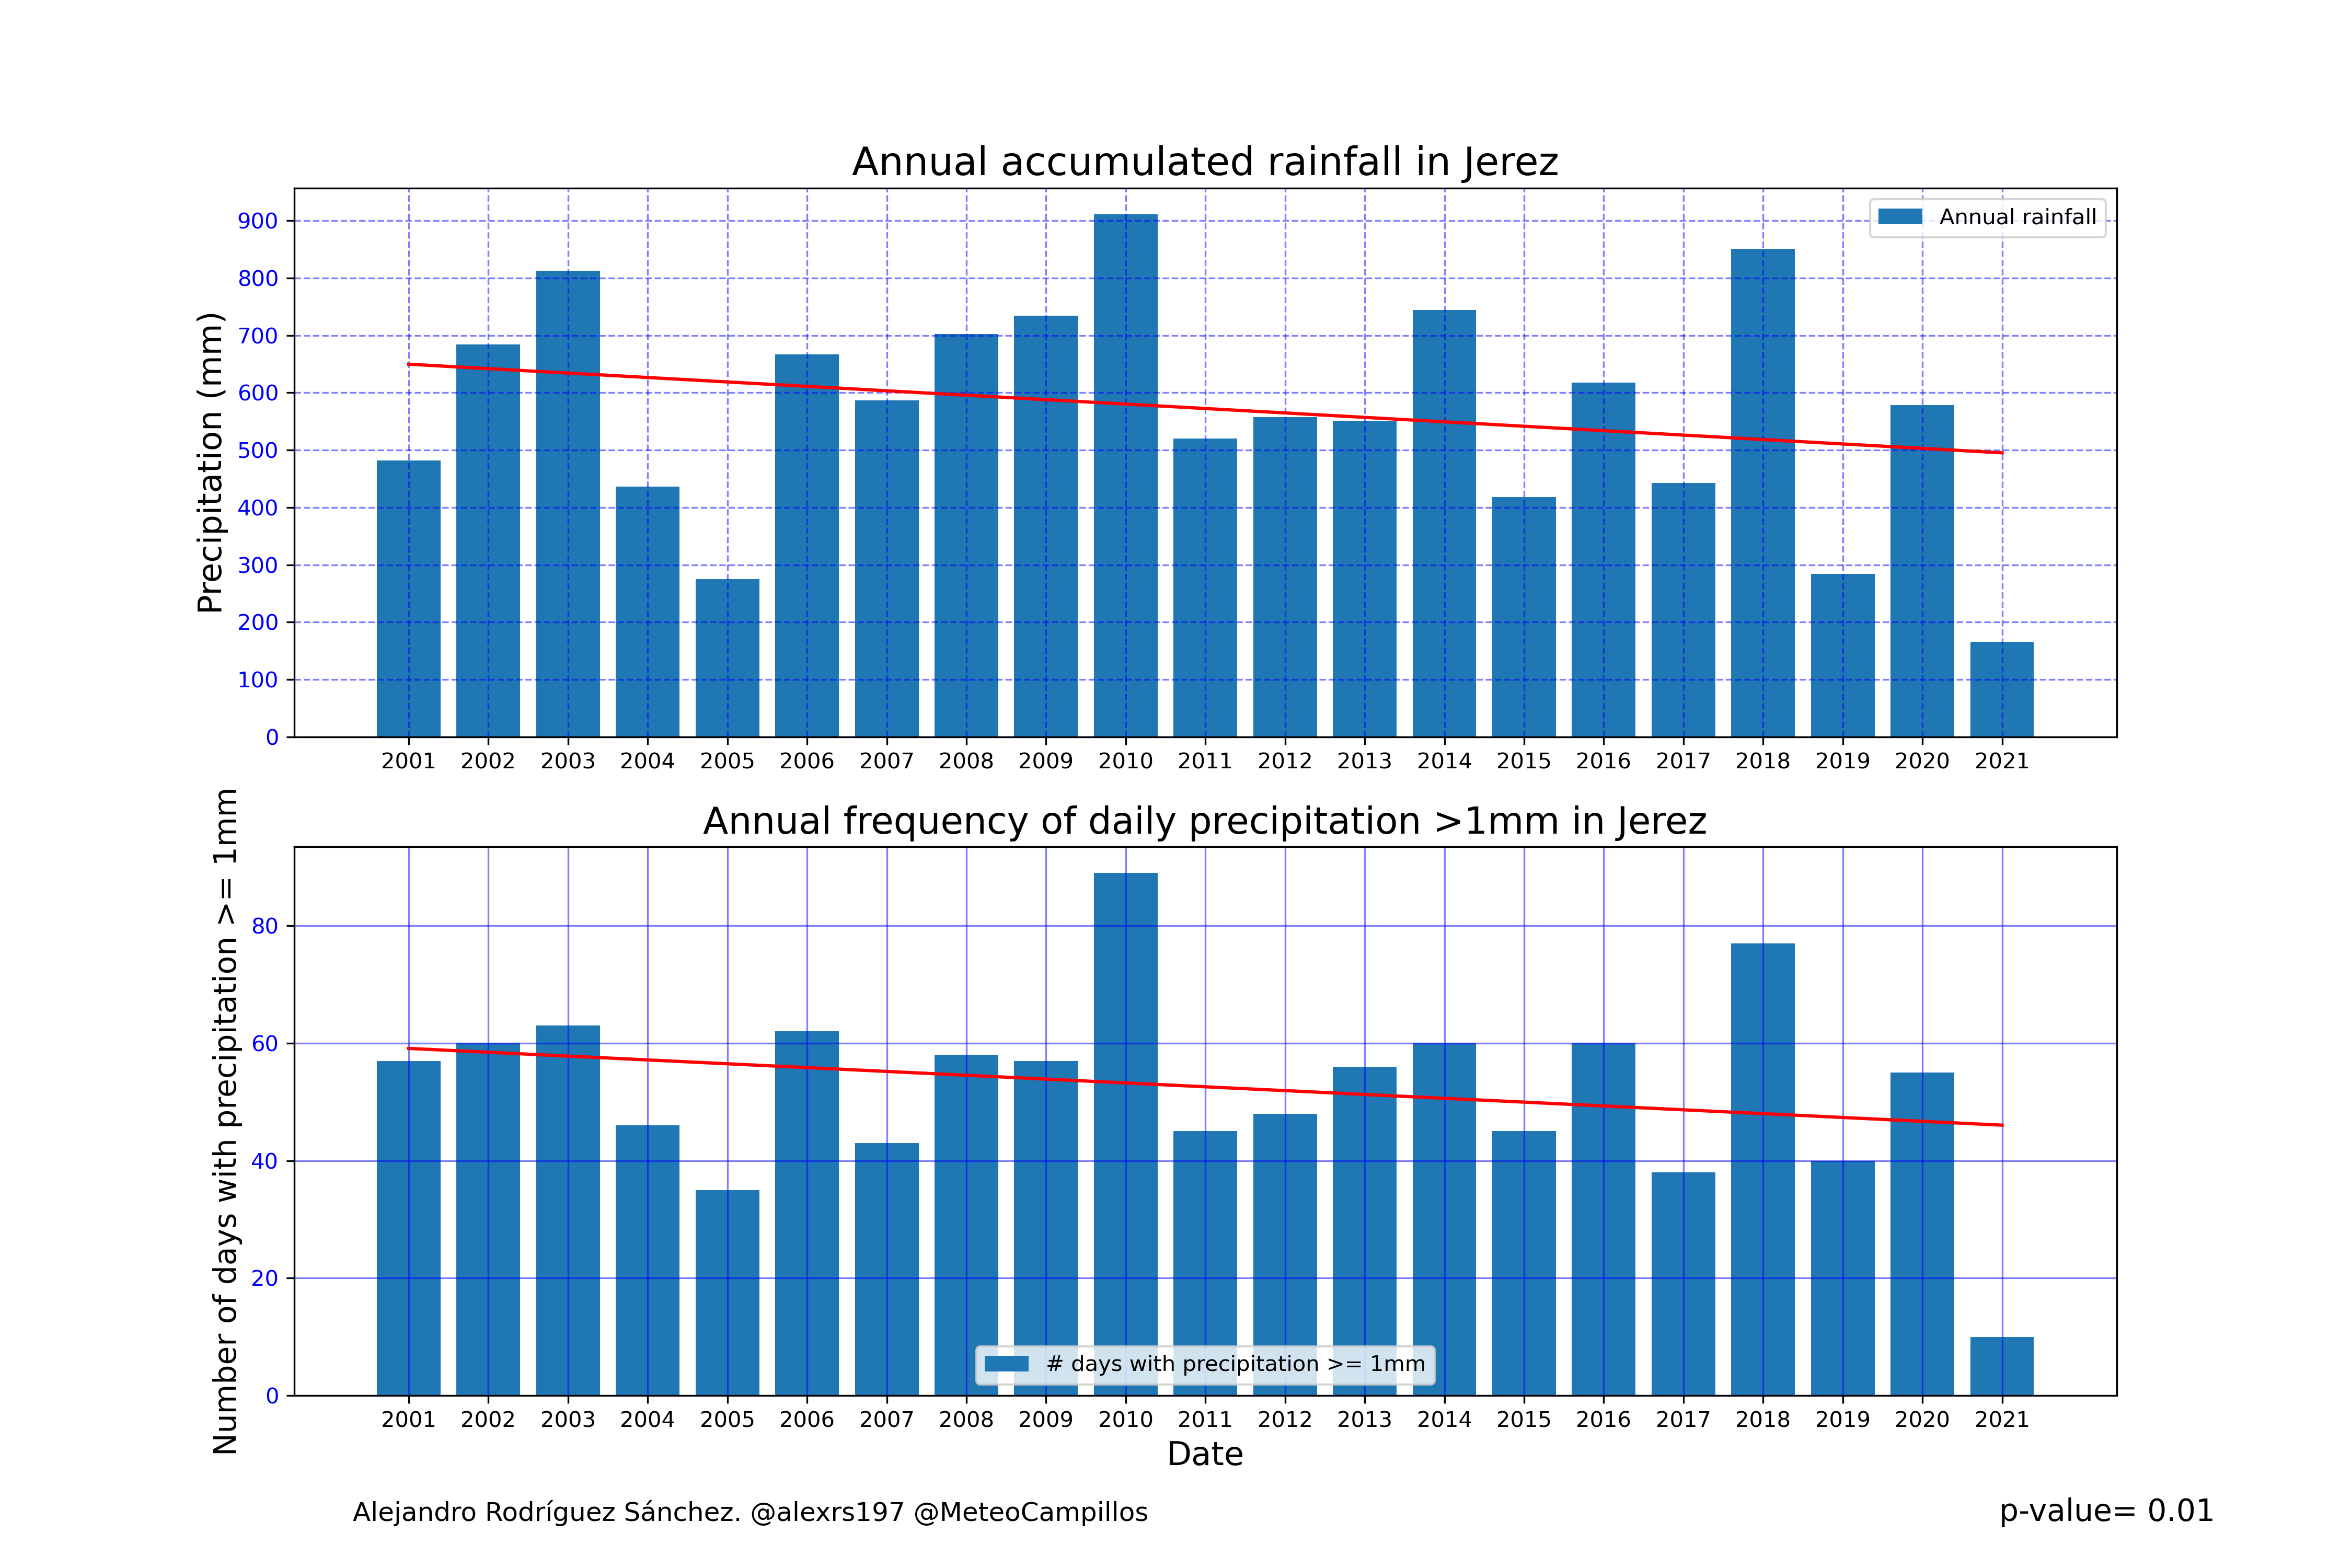 Annual accumulated rainfall in Jerez
Annual rainfall
Precipitation (mm)
900
800
700
600
500
400
300
200
100
0
2001 2002 2003 2004 2005 2006 2007 2008 2009 2010 2011 2012 2013 2014 2015 2016 2017 2018 2019 2020 2021
Annual frequency of daily precipitation >1mm in Jerez
Number of days with precipitation >= 1mm
80
60
40
20
0
# days with precipitation >= 1mm
2001 2002 2003 2004 2005 2006 2007 2008 2009 2010 2011 2012 2013 2014 2015 2016 2017 2018 2019 2020 2021
Date
Alejandro Rodríguez Sánchez. @alexrs197 @MeteoCampillos
p-value= 0.01